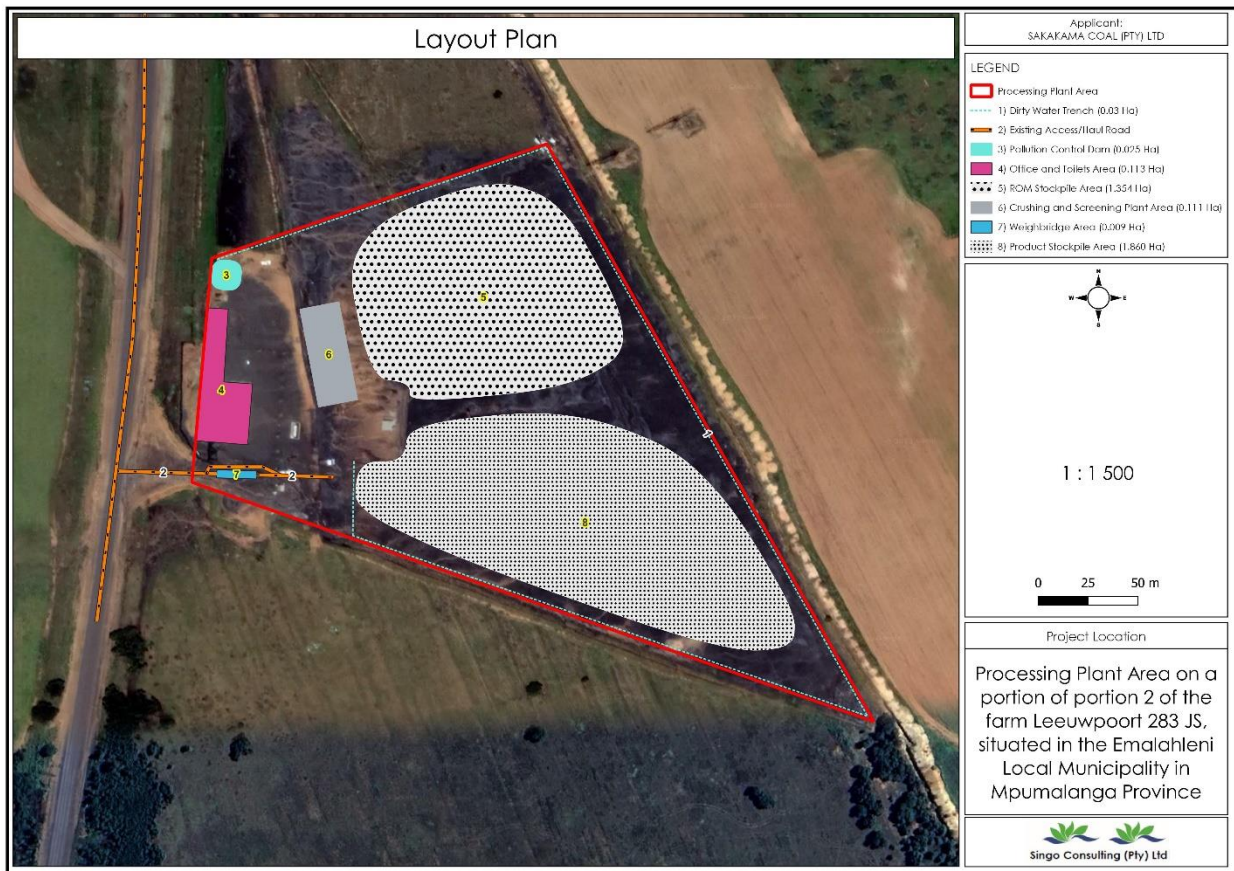 Layout Plan
Applicant:
SAKAKAMA COAL (PTY) LTD
LEGEND
Processing Plant Area
1) Dirty Water Trench (0.03 Ha)
2) Existing Access/Haul Road
3) Pollution Control Dam (0.025 Ha)
4) Office and Toilets Area (0.113 Ha)
5) ROM Stockpile Area (1.354 Ha)
6) Crushing and Screening Plant Area (0.111 Ha)
7) Weighbridge Area (0.009 Ha)
8) Product Stockpile Area (1.860 Ha)
N
W
E
S
1 : 1 500
0 25 50 m
Project Location
Processing Plant Area on a
portion of portion 2 of the
farm Leeuwpoort 283 JS,
situated in the Emalahleni
Local Municipality in
Mpumalanga Province
Singo Consulting (Pty) Ltd
3
5
6
4
1
2
7
2
8